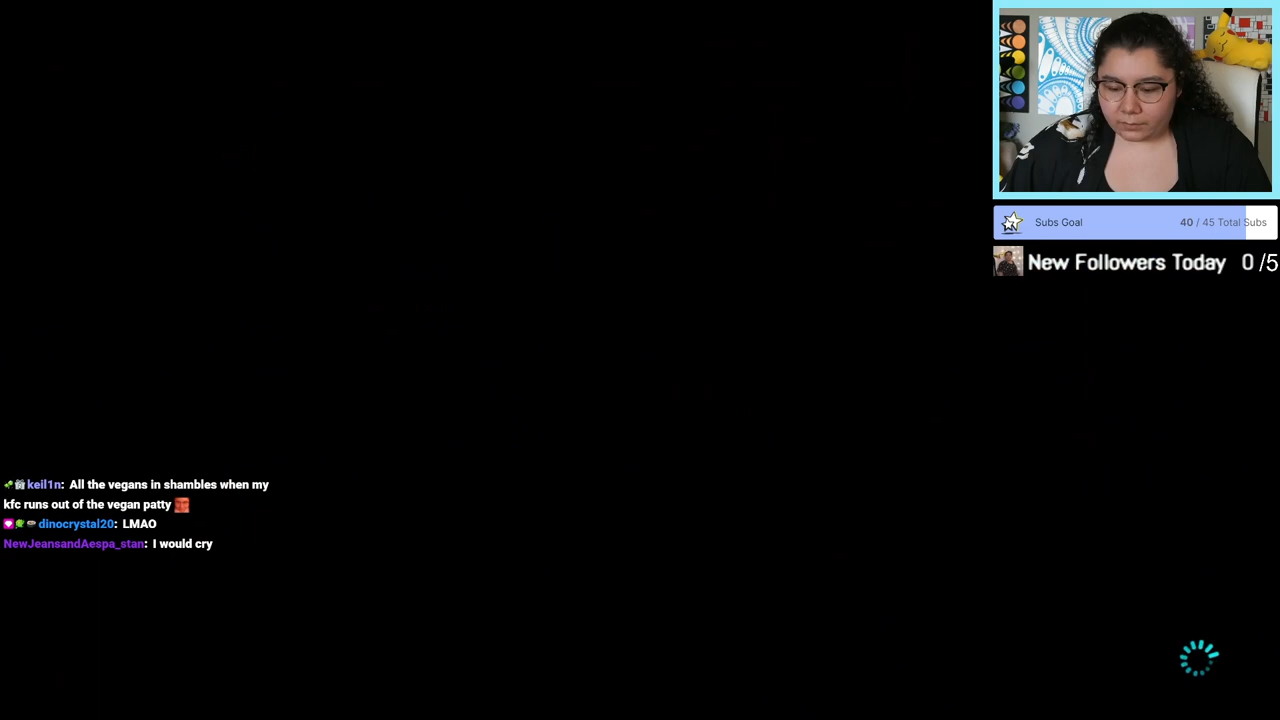 Subs Goal 40 / 45 Total Subs
New Followers Today 0 /5
keil1n: All the vegans in shambles when my
kfc runs out of the vegan patty
dinocrystal20: LMAO
NewJeansandAespa_stan: I would cry